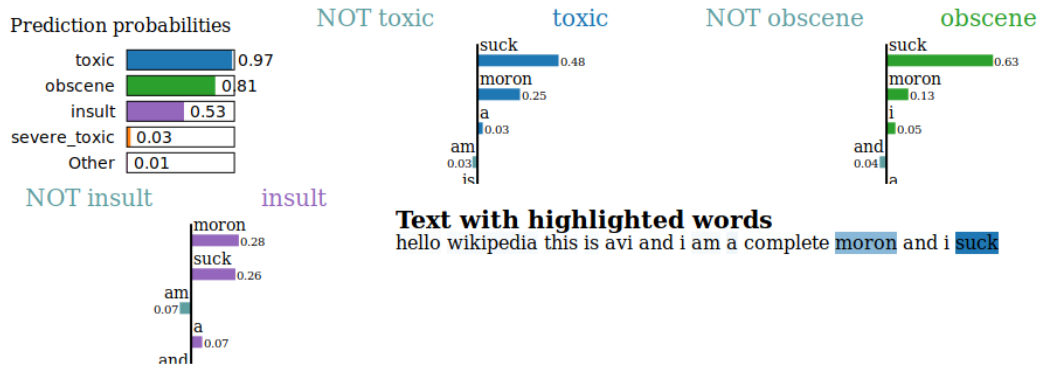 Prediction probabilities
toxic 0.97
obscene 0.81
insult 0.53
severe_toxic 0.03
Other 0.01
NOT toxic toxic
suck
0.48
moron
0.25
a
0.03
am
0.03
is
NOT obscene obscene
suck
0.63
moron
0.13
i
0.05
and
0.04
a
NOT insult insult
moron
0.28
suck
0.26
am
0.07
a
0.07
and
Text with highlighted words
hello wikipedia this is avi and i am a complete moron and i suck